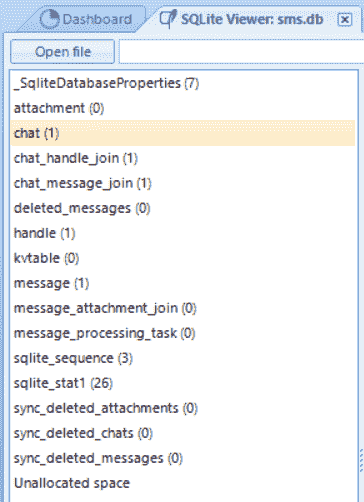 Dashboard SQLite Viewer: sms.db
Open file
_SqliteDatabaseProperties (7)
attachment (0)
chat (1)
chat_handle_join (1)
chat_message_join (1)
deleted_messages (0)
handle (1)
kvtable (0)
message (1)
message_attachment_join (0)
message_processing_task (0)
sqlite_sequence (3)
sqlite_stat1 (26)
sync_deleted_attachments (0)
sync_deleted_chats (0)
sync_deleted_messages (0)
Unallocated space